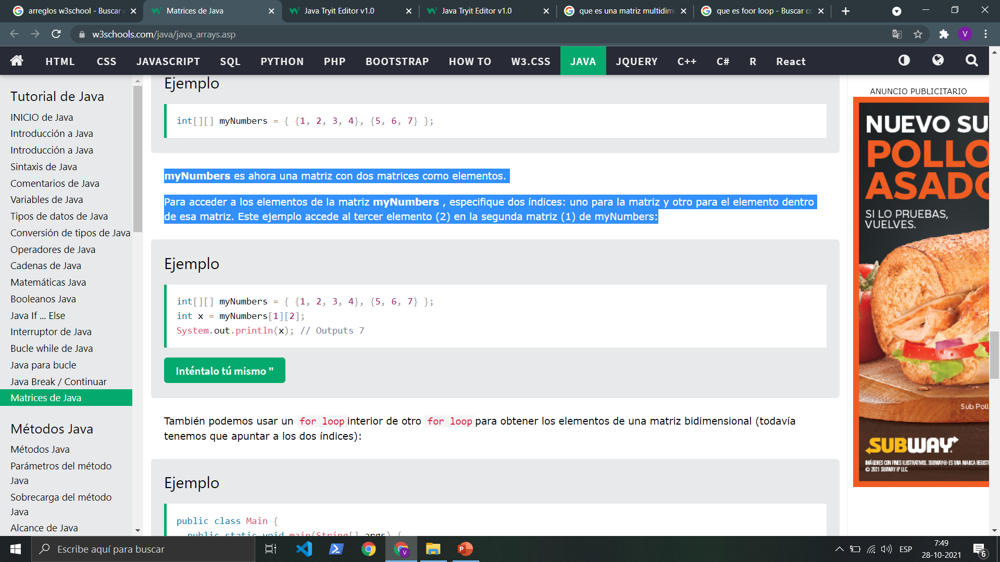 arreglos w3school - Buscar
Matrices de Java
Java Tryit Editor v1.0
Java Tryit Editor v1.0
que es una matriz multidim
que es foor loop - Buscar co
w3schools.com/java/java_arrays.asp
V
HTML CSS JAVASCRIPT SQL PYTHON PHP BOOTSTRAP HOW TO W3.CSS JAVA JQUERY C++ C# R React
Tutorial de Java
INICIO de Java
Introducción a Java
Introducción a Java
Sintaxis de Java
Comentarios de Java
Variables de Java
Tipos de datos de Java
Conversión de tipos de Java
Operadores de Java
Cadenas de Java
Matemáticas Java
Booleanos Java
Java If ... Else
Interruptor de Java
Bucle while de Java
Java para bucle
Java Break / Continuar
Matrices de Java
Métodos Java
Métodos Java
Parámetros del método
Java
Sobrecarga del método
Java
Alcance de Java
Ejemplo
int[][] myNumbers = { {1, 2, 3, 4}, {5, 6, 7} };
myNumbers es ahora una matriz con dos matrices como elementos.
Para acceder a los elementos de la matriz myNumbers , especifique dos índices: uno para la matriz y otro para el elemento dentro
de esa matriz. Este ejemplo accede al tercer elemento (2) en la segunda matriz (1) de myNumbers:
Ejemplo
int[][] myNumbers = { {1, 2, 3, 4}, {5, 6, 7} };
int x = myNumbers[1][2];
System.out.println(x); // Outputs 7
Inténtalo tú mismo "
También podemos usar un for loop interior de otro for loop para obtener los elementos de una matriz bidimensional (todavía
tenemos que apuntar a los dos índices):
Ejemplo
public class Main {
public static void main(String[] args) {
ANUNCIO PUBLICITARIO
NUEVO SU
POLLO
ASADO
SI LO PRUEBAS,
VUELVES.
Sub Poll
SUBWAY
IMÁGENES CON FINES ILUSTRATIVOS. SUBWAY® ES UNA MARCA REGIST
© 2021 SUBWAY IP LLC.
Escribe aquí para buscar
V
P
ESP
7:49
28-10-2021
6